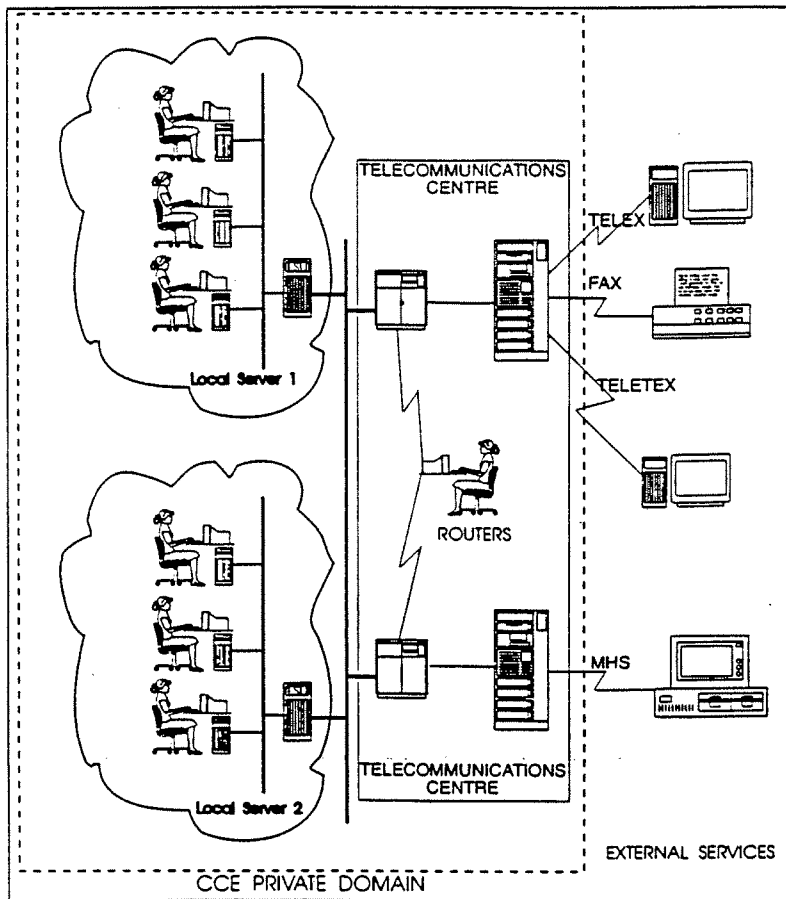 TELECOMMUNICATIONS
CENTRE
TELEX
FAX
Local Server 1
TELETEX
ROUTERS
MHS
TELECOMMUNICATIONS
CENTRE
Local Server 2
EXTERNAL SERVICES
CCE PRIVATE DOMAIN